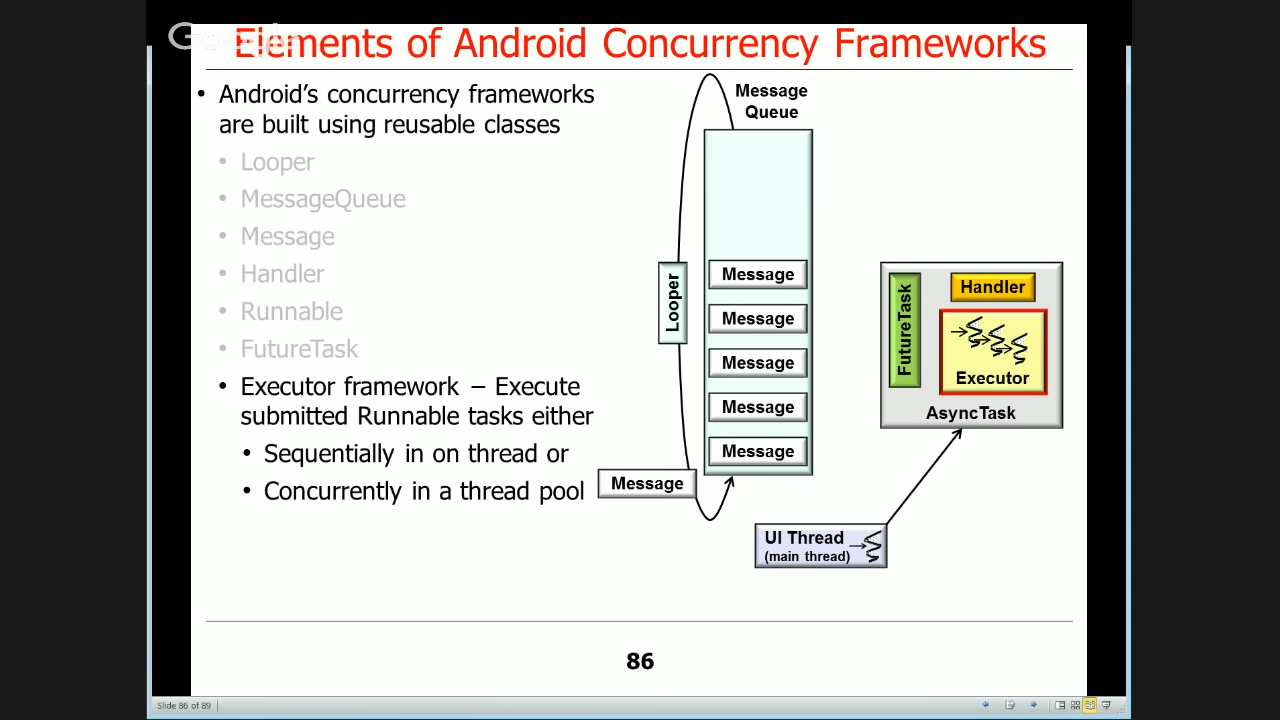 Google
Elements of Android Concurrency Frameworks
• Android's concurrency frameworks
are built using reusable classes
• Looper
• MessageQueue
• Message
• Handler
• Runnable
• FutureTask
• Executor framework – Execute
submitted Runnable tasks either
• Sequentially in on thread or
• Concurrently in a thread pool
Message
Queue
Looper
Message
Message
Message
Message
Message
Message
FutureTask
Handler
Executor
AsyncTask
UI Thread
(main thread)
86
Slide 86 of 89